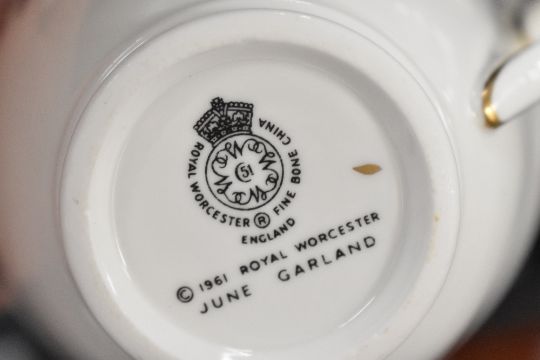 ROYAL WORCESTER ® FINE BONE CHINA
51
ENGLAND
© 1961 ROYAL WORCESTER
JUNE GARLAND